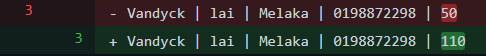 3 - Vandyck | lai | Melaka | 0198872298 | 50
3 + Vandyck | lai | Melaka | 0198872298 | 110